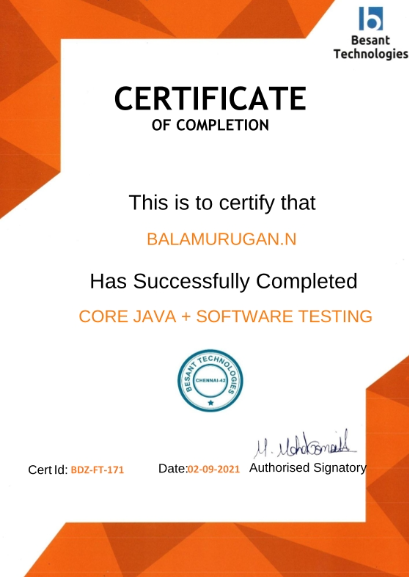 Besant
Technologies
CERTIFICATE
OF COMPLETION
This is to certify that
BALAMURUGAN.N
Has Successfully Completed
CORE JAVA + SOFTWARE TESTING
BESANT TECHNOLOGIES
CHENNAI-42
Cert Id: BDZ-FT-171
Date:02-09-2021
Authorised Signatory